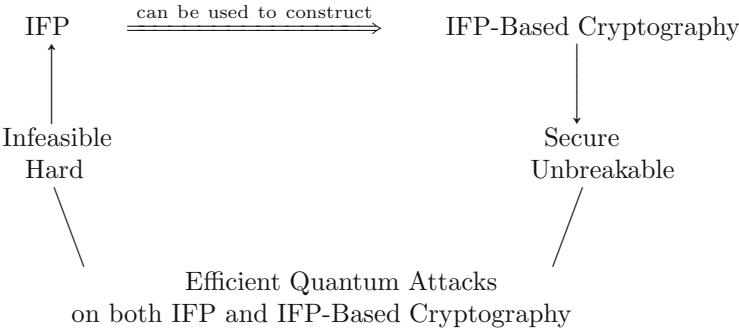 can be used to construct
IFP
IFP-Based Cryptography
Infeasible
Hard
Secure
Unbreakable
Efficient Quantum Attacks
on both IFP and IFP-Based Cryptography